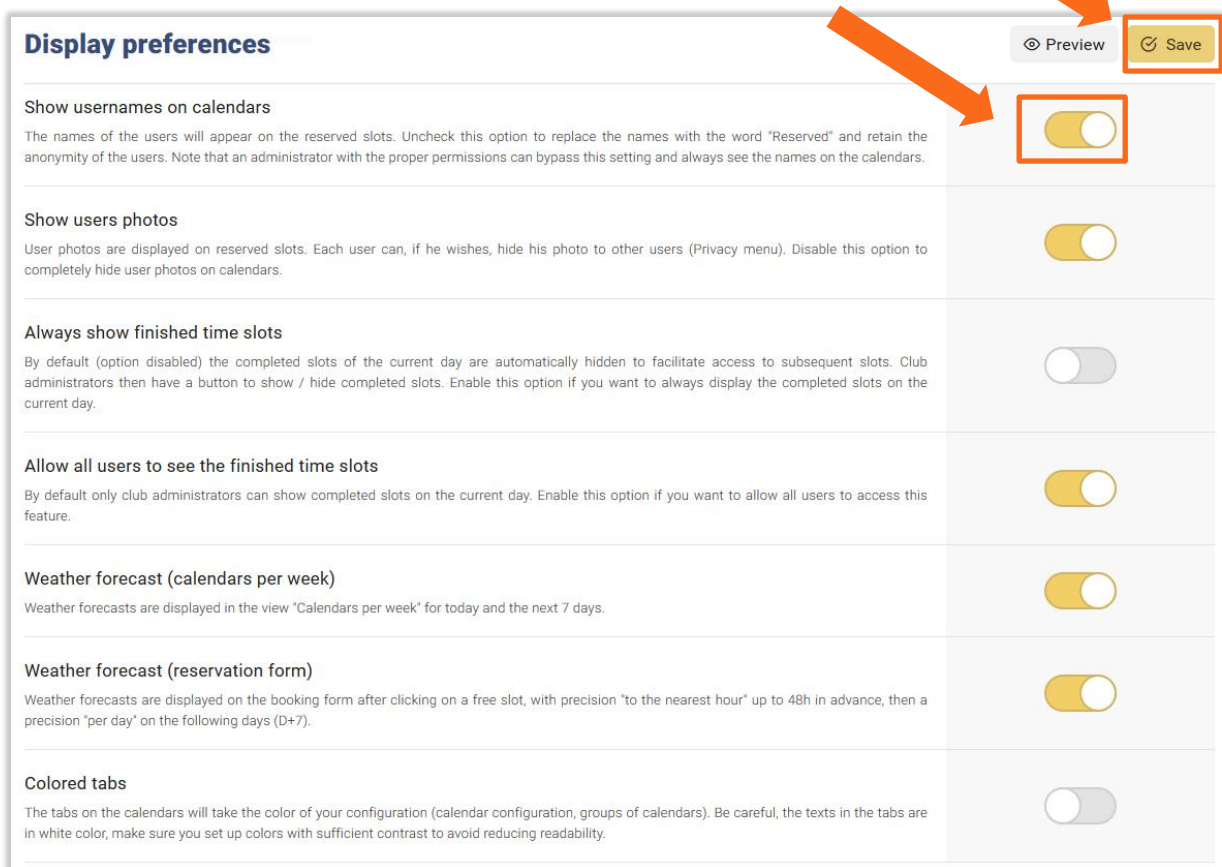 Display preferences
Preview
Save
Show usernames on calendars
The names of the users will appear on the reserved slots. Uncheck this option to replace the names with the word "Reserved" and retain the
anonymity of the users. Note that an administrator with the proper permissions can bypass this setting and always see the names on the calendars.
Show users photos
User photos are displayed on reserved slots. Each user can, if he wishes, hide his photo to other users (Privacy menu). Disable this option to
completely hide user photos on calendars.
Always show finished time slots
By default (option disabled) the completed slots of the current day are automatically hidden to facilitate access to subsequent slots. Club
administrators then have a button to show / hide completed slots. Enable this option if you want to always display the completed slots on the
current day.
Allow all users to see the finished time slots
By default only club administrators can show completed slots on the current day. Enable this option if you want to allow all users to access this
feature.
Weather forecast (calendars per week)
Weather forecasts are displayed in the view "Calendars per week" for today and the next 7 days.
Weather forecast (reservation form)
Weather forecasts are displayed on the booking form after clicking on a free slot, with precision "to the nearest hour" up to 48h in advance, then a
precision "per day" on the following days (D+7).
Colored tabs
The tabs on the calendars will take the color of your configuration (calendar configuration, groups of calendars). Be careful, the texts in the tabs are
in white color, make sure you set up colors with sufficient contrast to avoid reducing readability.